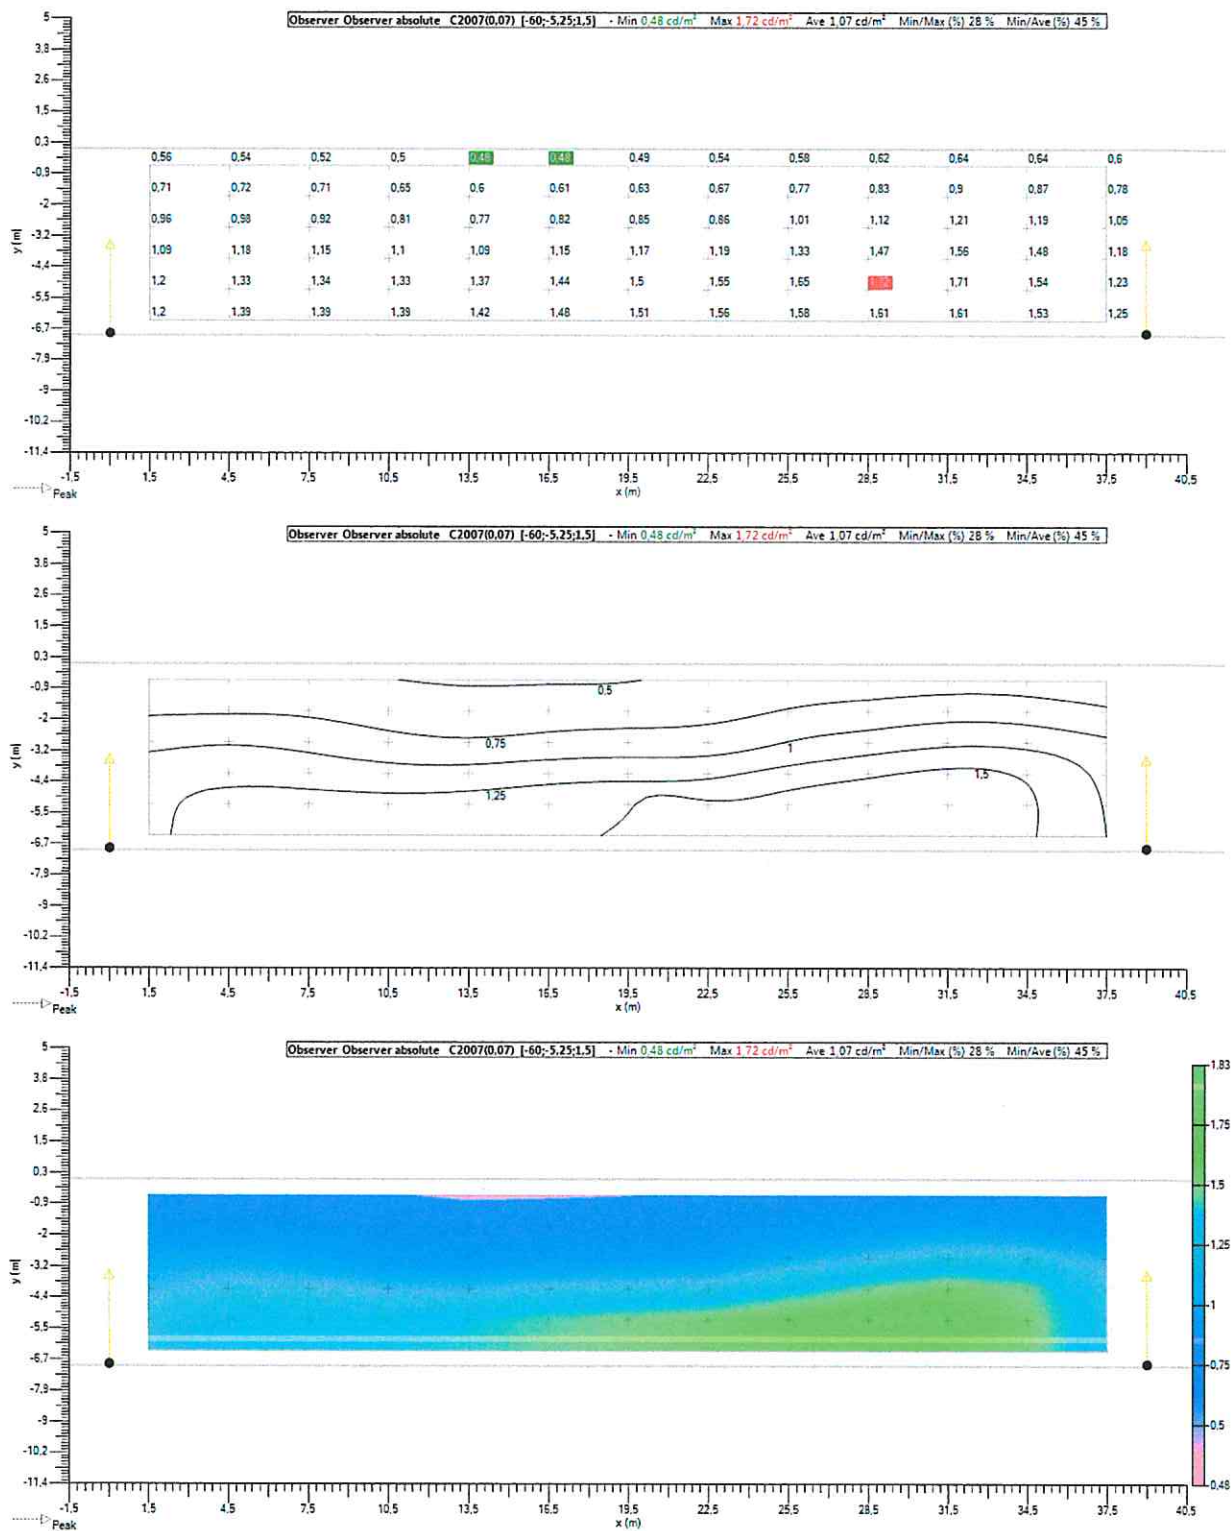 Observer Observer absolute C2007(0,07) [-60;-5,25;1,5] - Min 0,48 cd/m² Max 1,72 cd/m² Ave 1,07 cd/m² Min/Max (%) 28 % Min/Ave (%) 45 %
5
3,8
2,6
1,5
0,3
0,56 0,54 0,52 0,5 0,48 0,48 0,49 0,54 0,58 0,62 0,64 0,64 0,6
-0,9
0,71 0,72 0,71 0,65 0,6 0,61 0,63 0,67 0,77 0,83 0,9 0,87 0,78
-2
0,96 0,98 0,92 0,81 0,77 0,82 0,85 0,86 1,01 1,12 1,21 1,19 1,05
-3,2
1,09 1,18 1,15 1,1 1,09 1,15 1,17 1,19 1,33 1,47 1,56 1,48 1,18
-4,4
1,2 1,33 1,34 1,33 1,37 1,44 1,5 1,55 1,65 1,72 1,71 1,54 1,23
-5,5
1,2 1,39 1,39 1,39 1,42 1,48 1,51 1,56 1,58 1,61 1,61 1,53 1,25
-6,7
-7,9
-9
-10,2
-11,4
y (m)
-1,5 1,5 4,5 7,5 10,5 13,5 16,5 19,5 22,5 25,5 28,5 31,5 34,5 37,5 40,5
Peak
x (m)
Observer Observer absolute C2007(0,07) [-60;-5,25;1,5] - Min 0,48 cd/m² Max 1,72 cd/m² Ave 1,07 cd/m² Min/Max (%) 28 % Min/Ave (%) 45 %
5
3,8
2,6
1,5
0,3
-0,9
0,5
-2
0,75
1
-3,2
1,5
-4,4
1,25
-5,5
-6,7
-7,9
-9
-10,2
-11,4
y (m)
-1,5 1,5 4,5 7,5 10,5 13,5 16,5 19,5 22,5 25,5 28,5 31,5 34,5 37,5 40,5
Peak
x (m)
Observer Observer absolute C2007(0,07) [-60;-5,25;1,5] - Min 0,48 cd/m² Max 1,72 cd/m² Ave 1,07 cd/m² Min/Max (%) 28 % Min/Ave (%) 45 %
5
3,8
2,6
1,5
0,3
-0,9
-2
-3,2
-4,4
-5,5
-6,7
-7,9
-9
-10,2
-11,4
y (m)
1,83
1,75
1,5
1,25
1
0,75
0,5
0,48
-1,5 1,5 4,5 7,5 10,5 13,5 16,5 19,5 22,5 25,5 28,5 31,5 34,5 37,5 40,5
Peak
x (m)